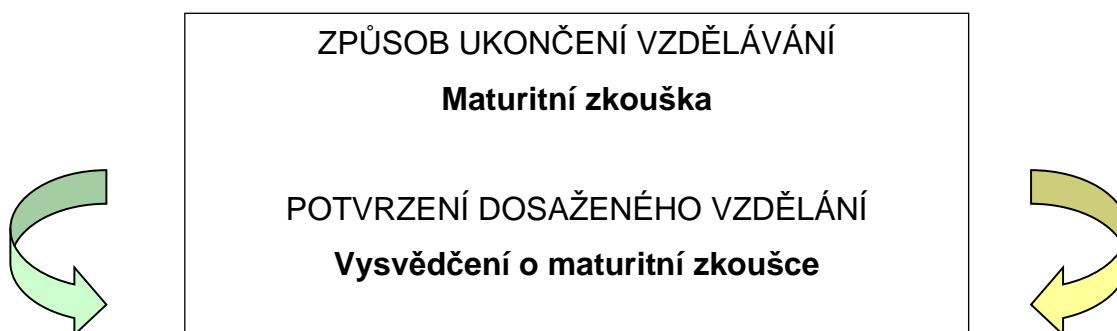 ZPŮSOB UKONČENÍ VZDĚLÁVÁNÍ
Maturitní zkouška
POTVRZENÍ DOSAŽENÉHO VZDĚLÁNÍ
Vysvědčení o maturitní zkoušce